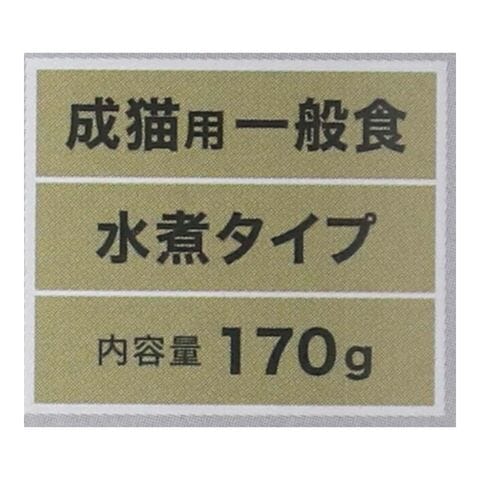 成猫用一般食
水煮タイプ
内容量 170g